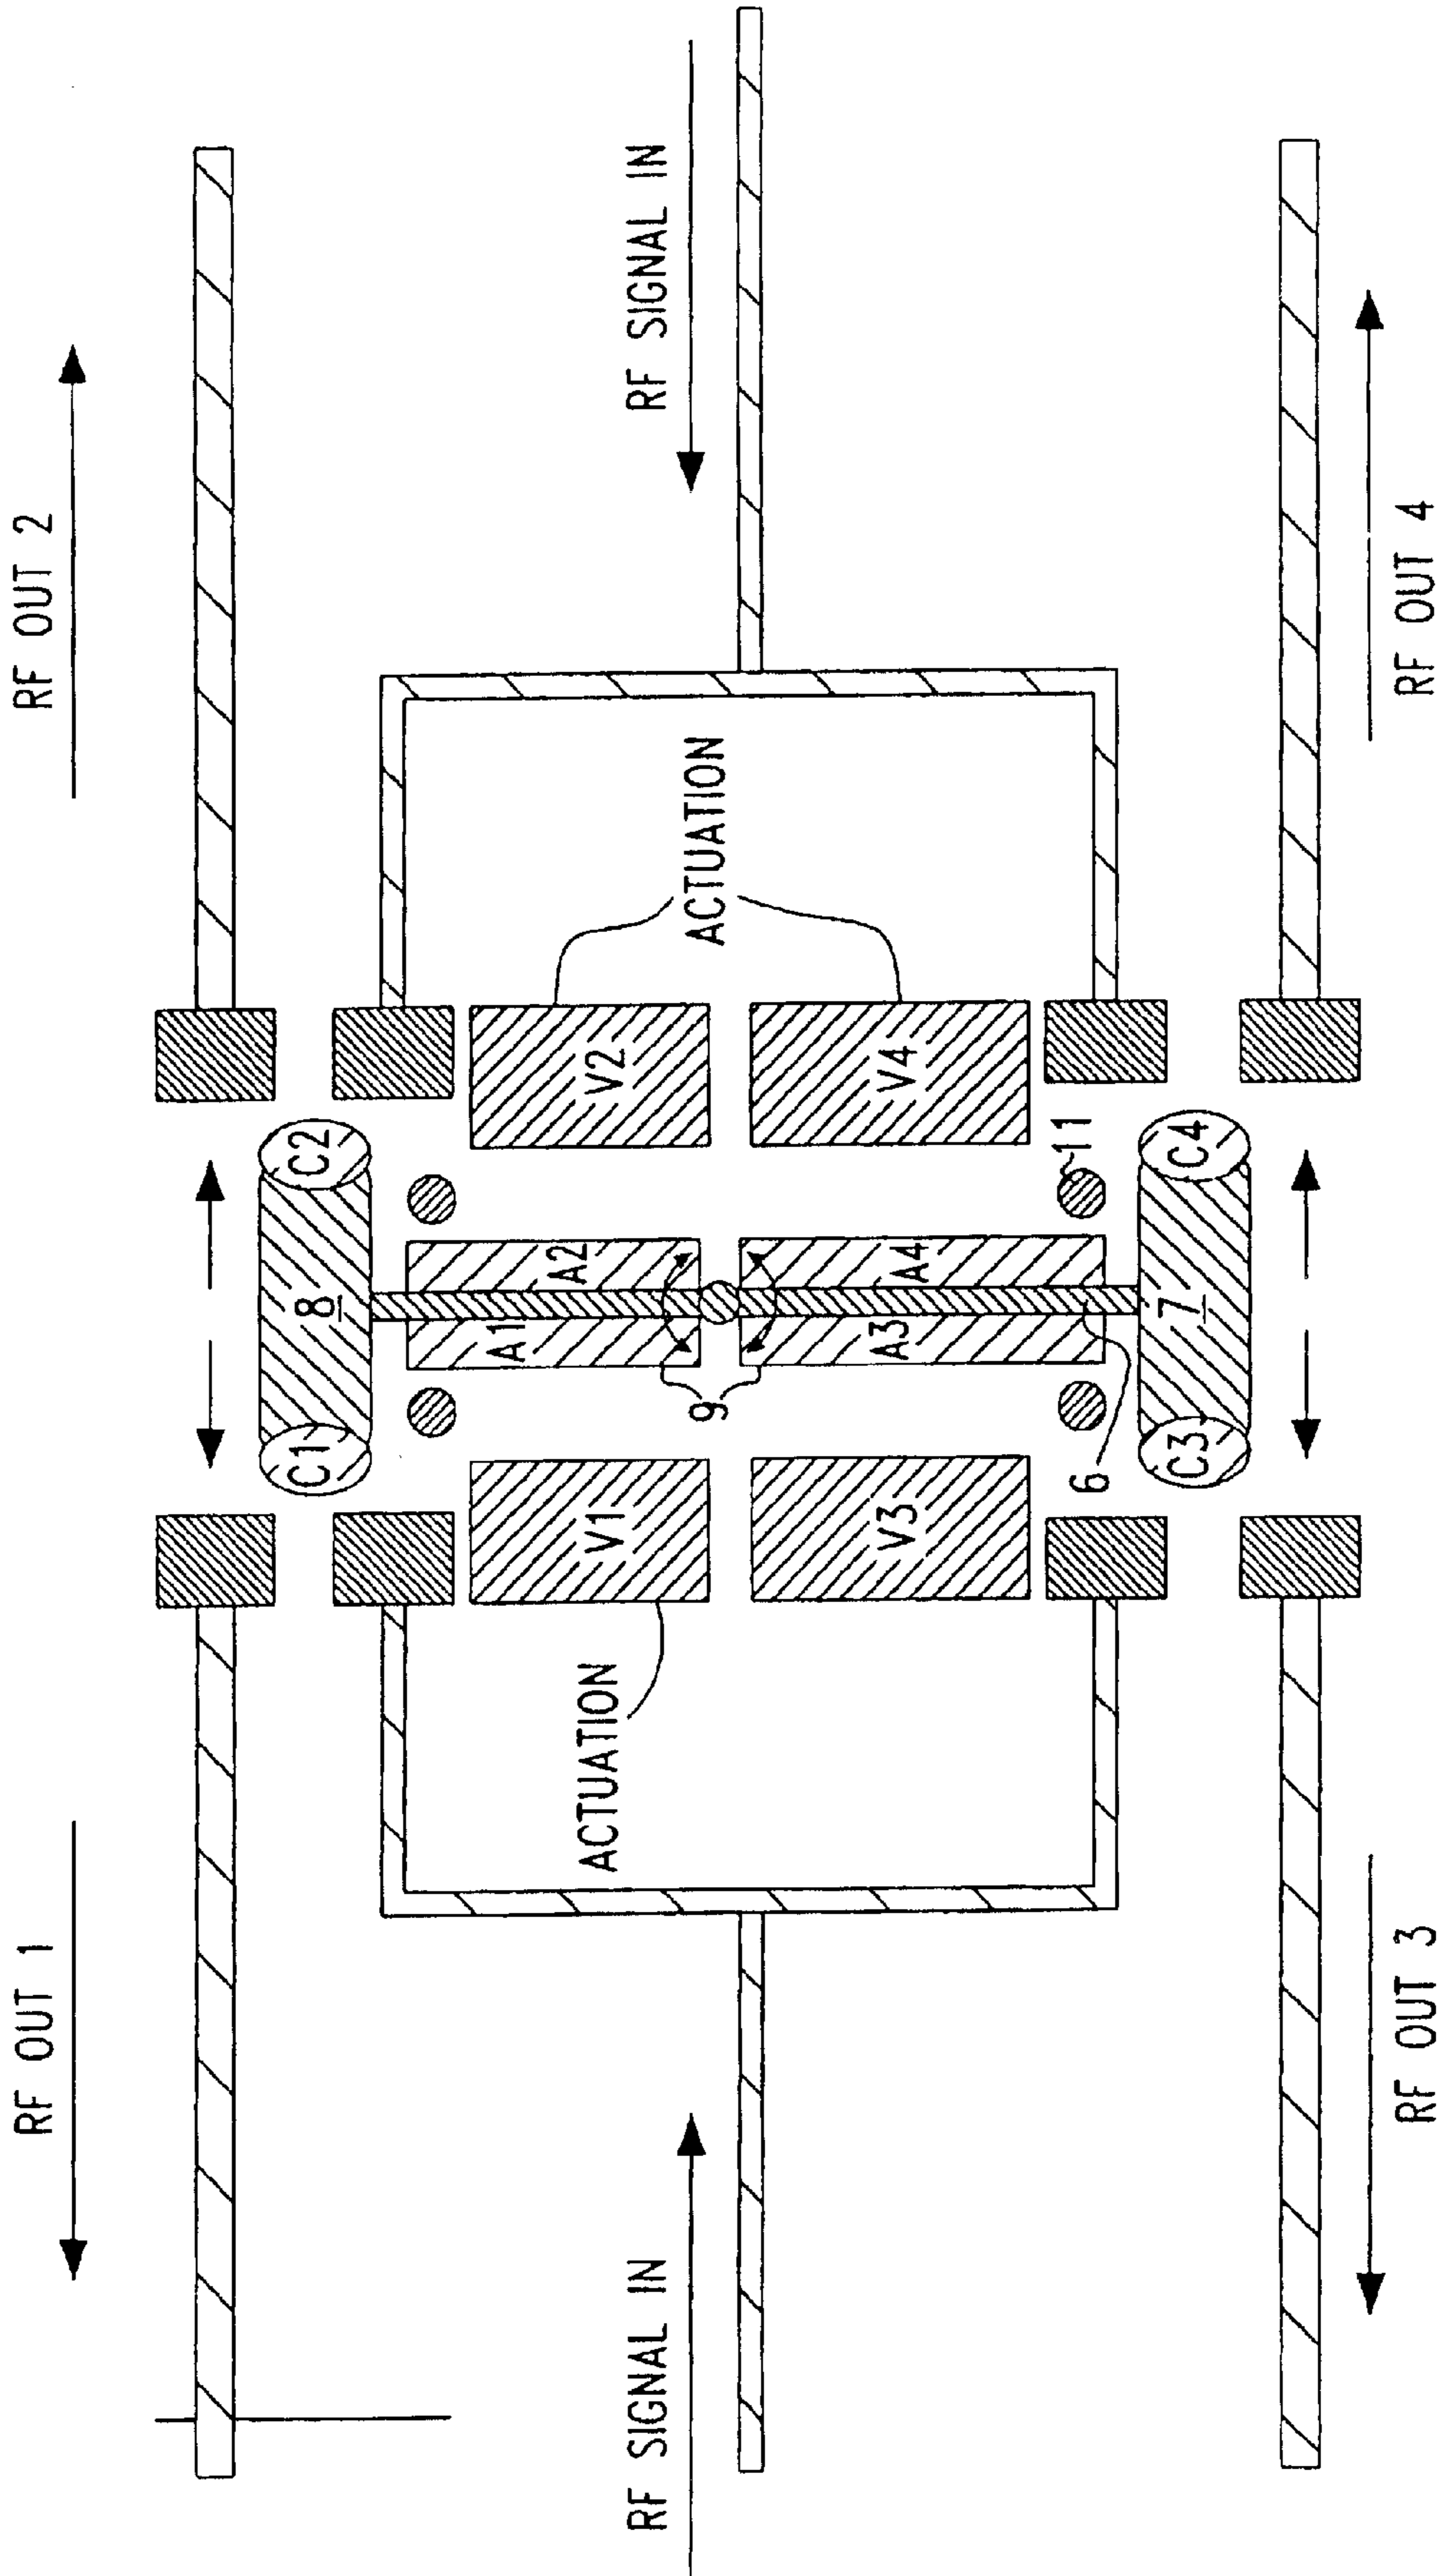 RF OUT 1
RF OUT 2
C1
8
C2
A1
A2
ACTUATION
V1
V2
RF SIGNAL IN
RF SIGNAL IN
9
ACTUATION
V3
A3
A4
V4
6
11
C3
7
C4
RF OUT 3
RF OUT 4